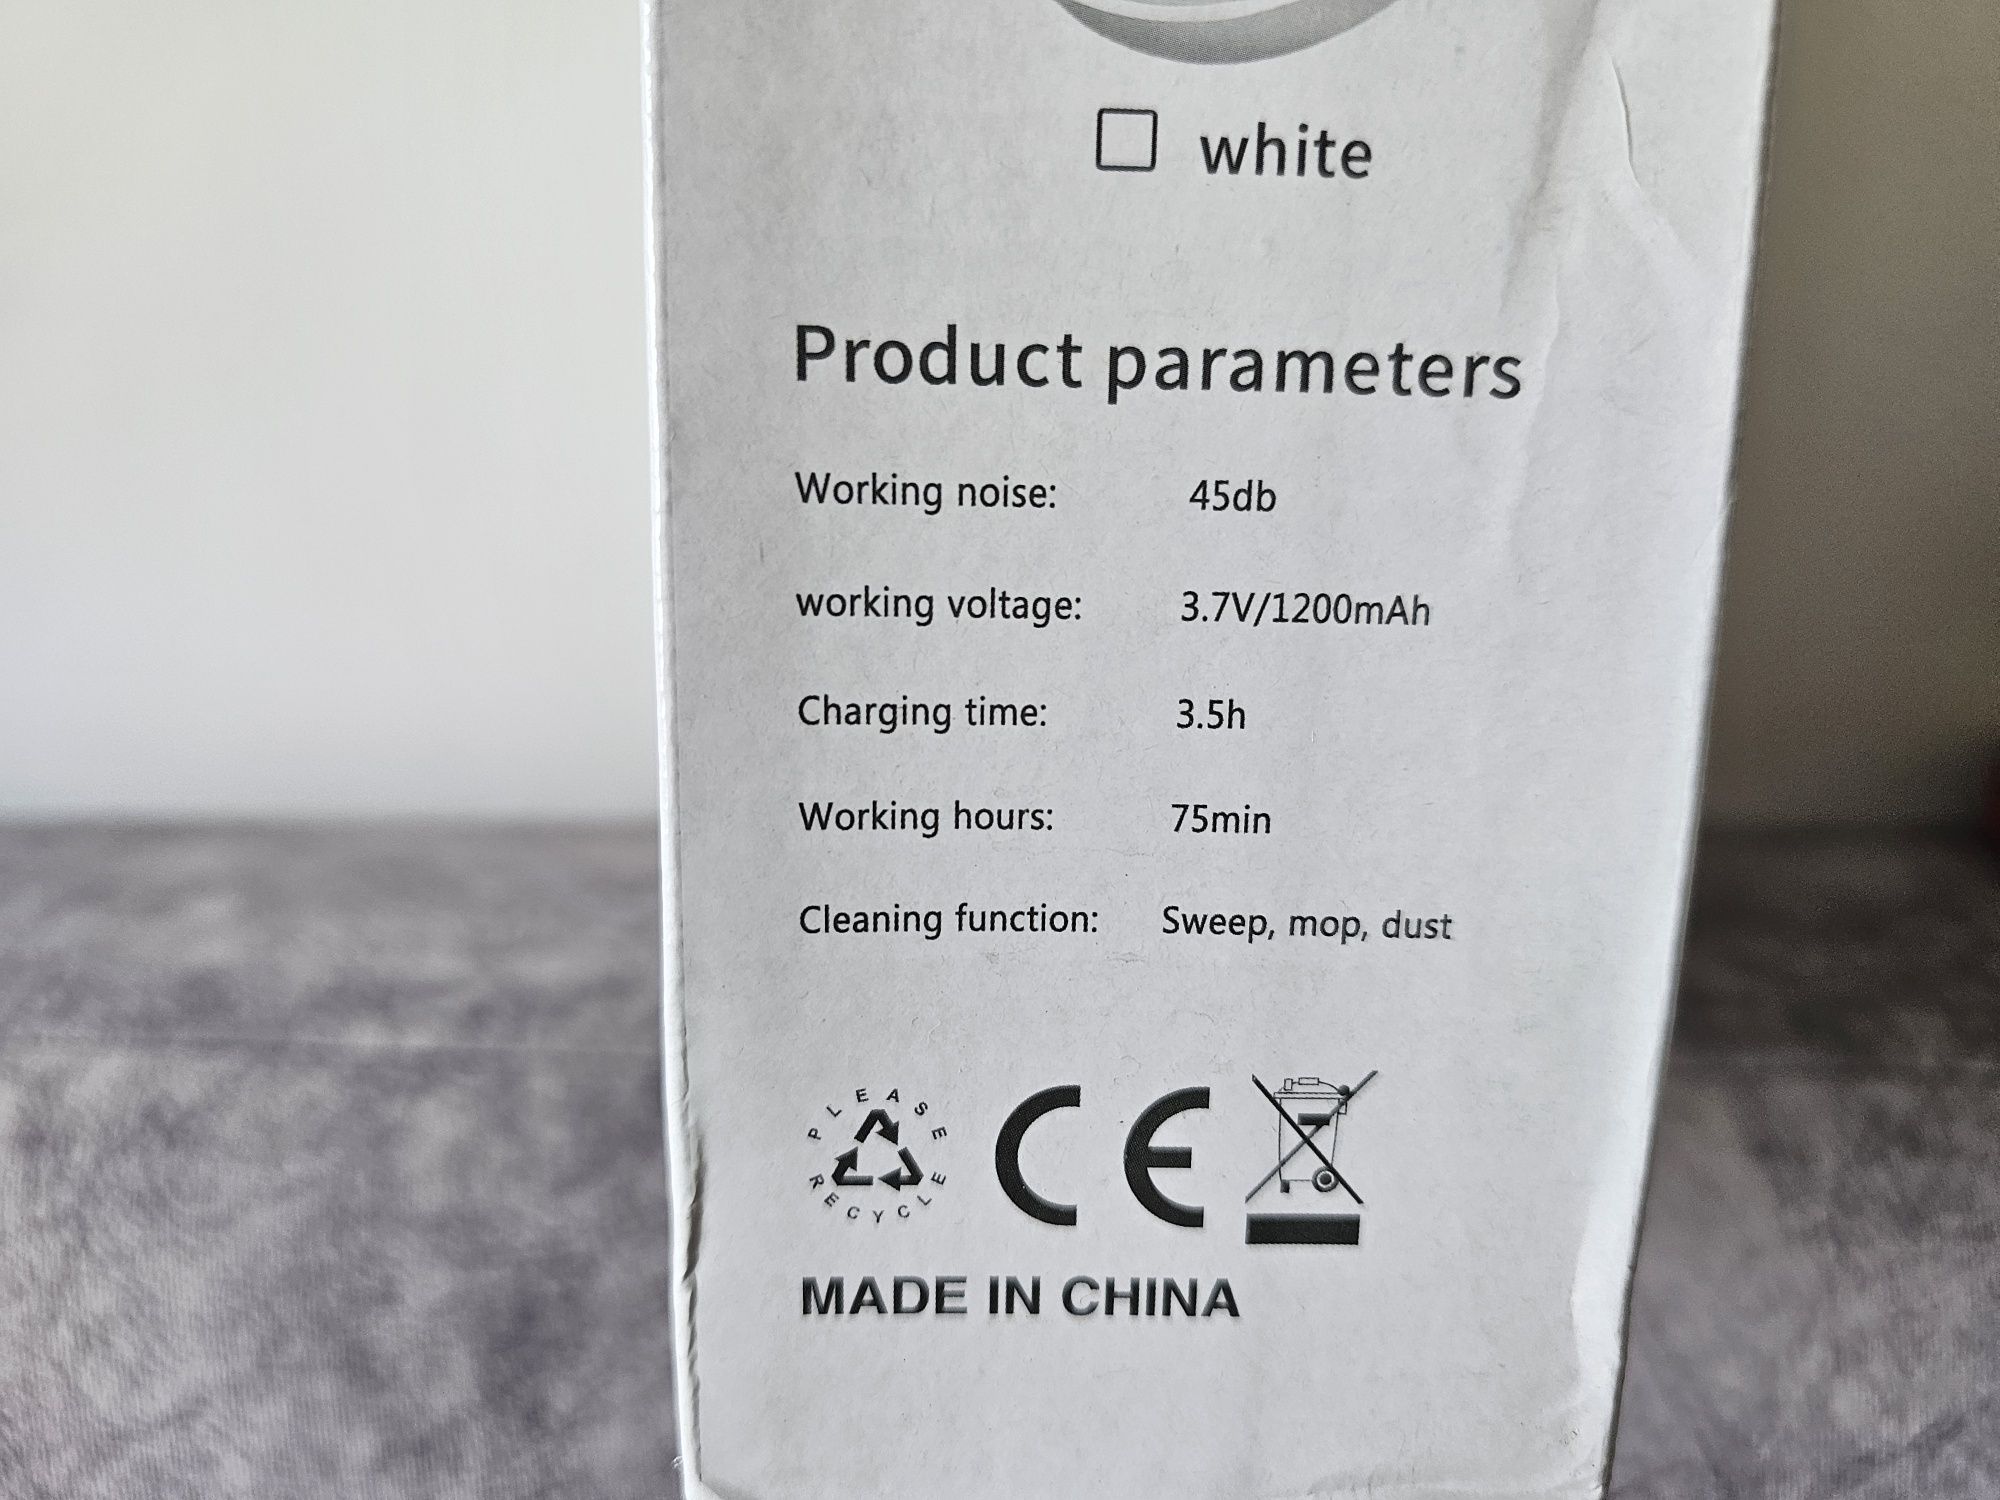 white
Product parameters
Working noise: 45db
working voltage: 3.7V/1200mAh
Charging time: 3.5h
Working hours: 75min
Cleaning function: Sweep, mop, dust
PLEASE RECYCLE
CE
MADE IN CHINA